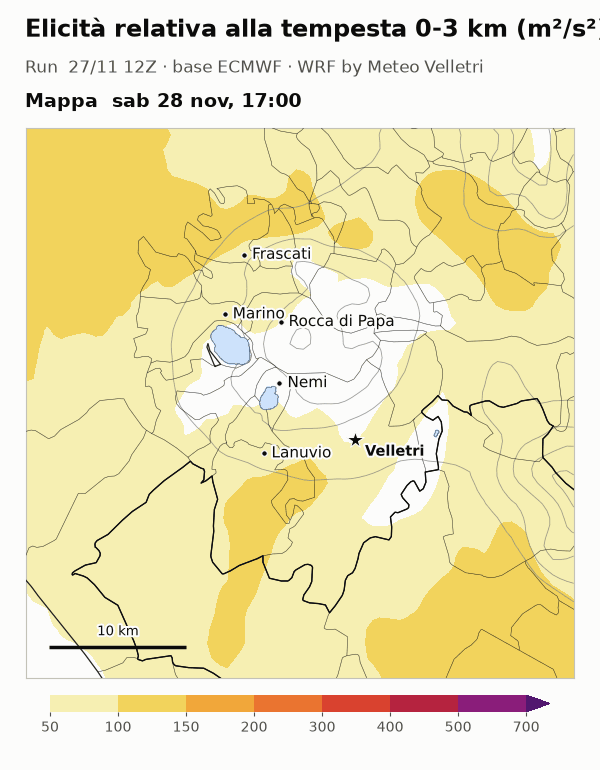 Elicità relativa alla tempesta 0-3 km (m²/s²)
Run 27/11 12Z · base ECMWF · WRF by Meteo Velletri
Mappa sab 28 nov, 17:00
Frascati
Marino
Rocca di Papa
Nemi
Velletri
Lanuvio
10 km
50 100 150 200 300 400 500 700